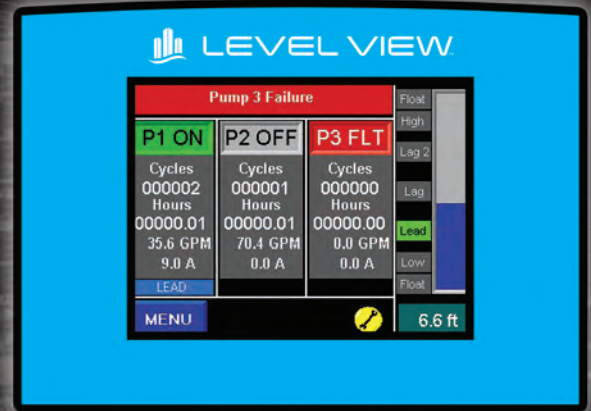 LEVEL VIEW
Pump 3 Failure
P1 ON
Cycles
000002
Hours
00000.01
35.6 GPM
9.0 A
LEAD
P2 OFF
Cycles
000001
Hours
00000.01
70.4 GPM
0.0 A
P3 FLT
Cycles
000000
Hours
00000.00
0.0 GPM
0.0 A
Float
High
Lag 2
Lag
Lead
Low
Float
MENU
6.6 ft